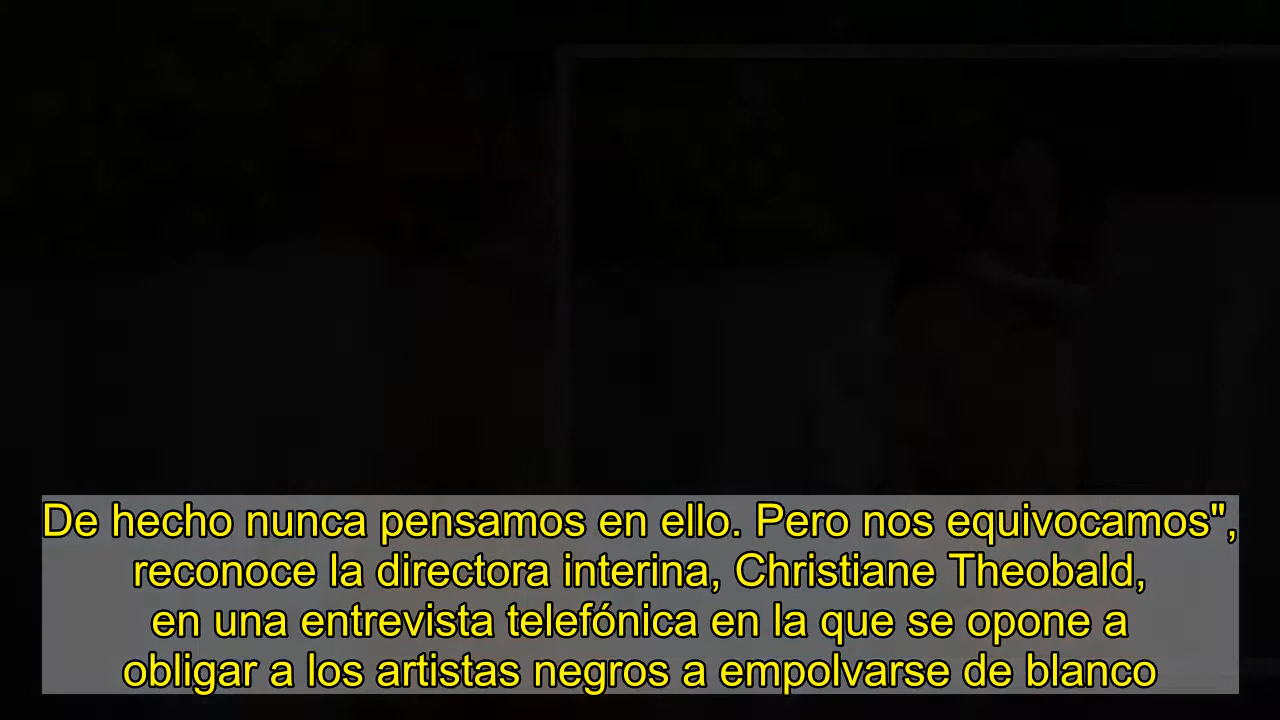 De hecho nunca pensamos en ello. Pero nos equivocamos",
reconoce la directora interina, Christiane Theobald,
en una entrevista telefónica en la que se opone a
obligar a los artistas negros a empolvarse de blanco